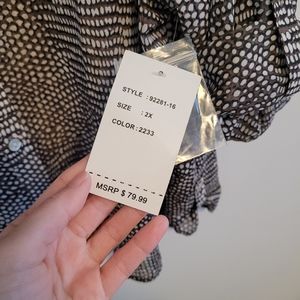 STYLE : 92281-16
SIZE : 2X
COLOR : 2233
MSRP $ 79.99